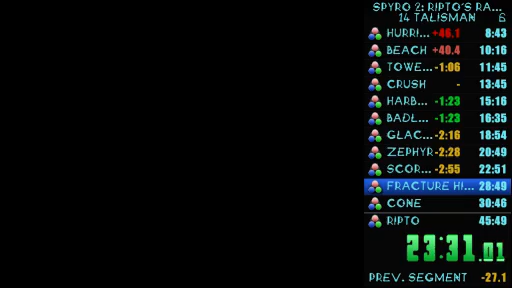 SPYRO 2: RIPTO'S RA...
14 TALISMAN 6
HURRI... +46.1 8:43
BEACH +40.4 10:16
TOWE... -1:06 11:45
CRUSH - 13:45
HARB... -1:23 15:16
BADL... -1:23 16:35
GLAC... -2:16 18:54
ZEPHYR -2:28 20:49
SCOR... -2:55 22:51
FRACTURE HI... 28:49
CONE 30:46
RIPTO 45:49
23:31.01
PREV. SEGMENT -27.1